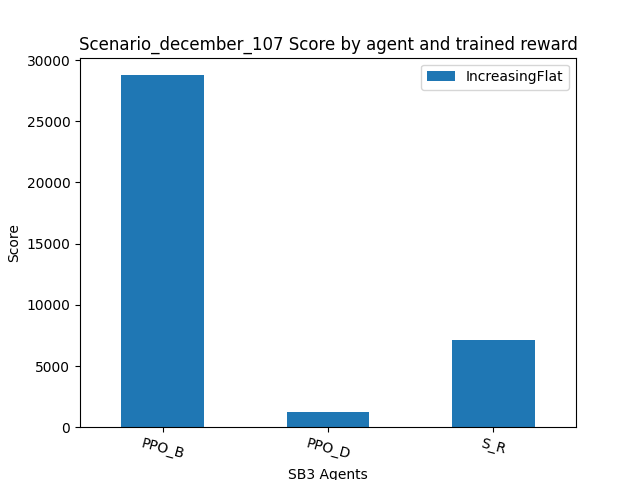 Scenario_december_107 Score by agent and trained reward
IncreasingFlat
30000
25000
20000
15000
10000
5000
0
Score
PPO_B
PPO_D
S_R
SB3 Agents